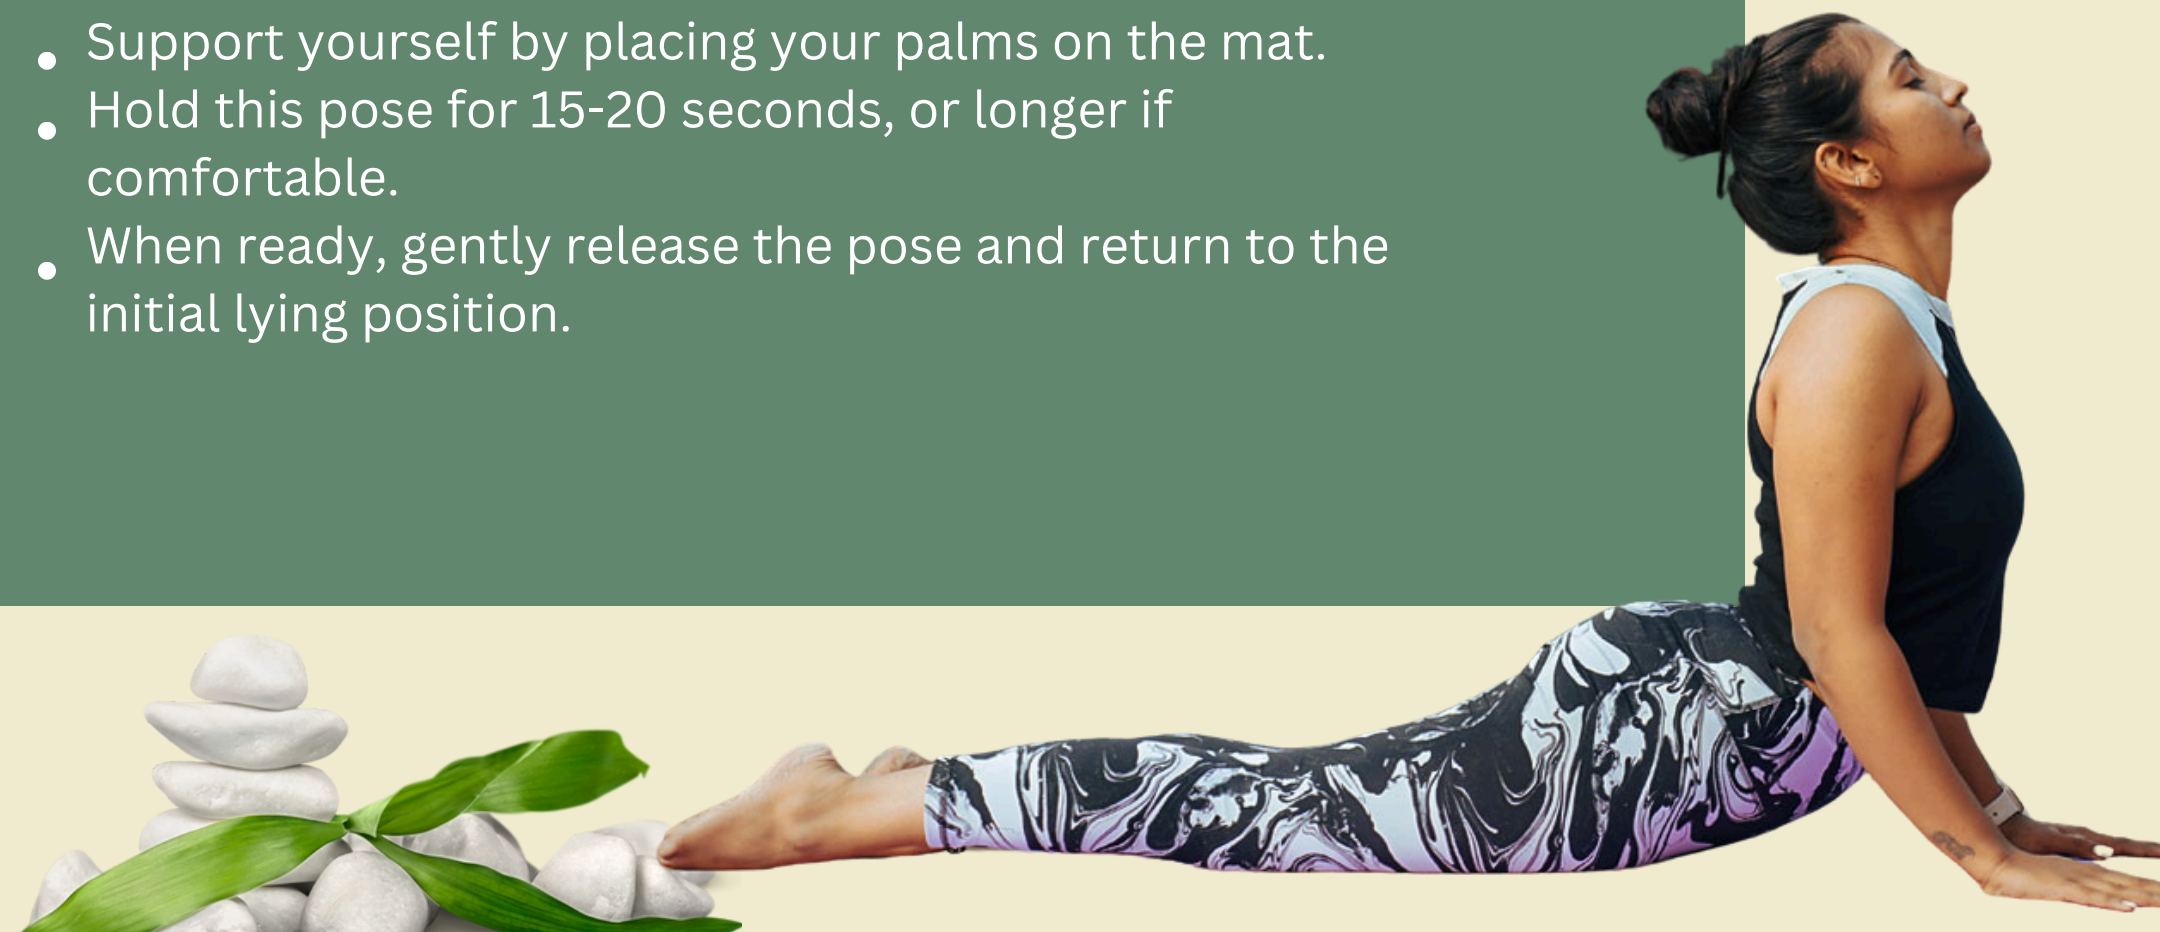 Support yourself by placing your palms on the mat.
Hold this pose for 15-20 seconds, or longer if
comfortable.
When ready, gently release the pose and return to the
initial lying position.